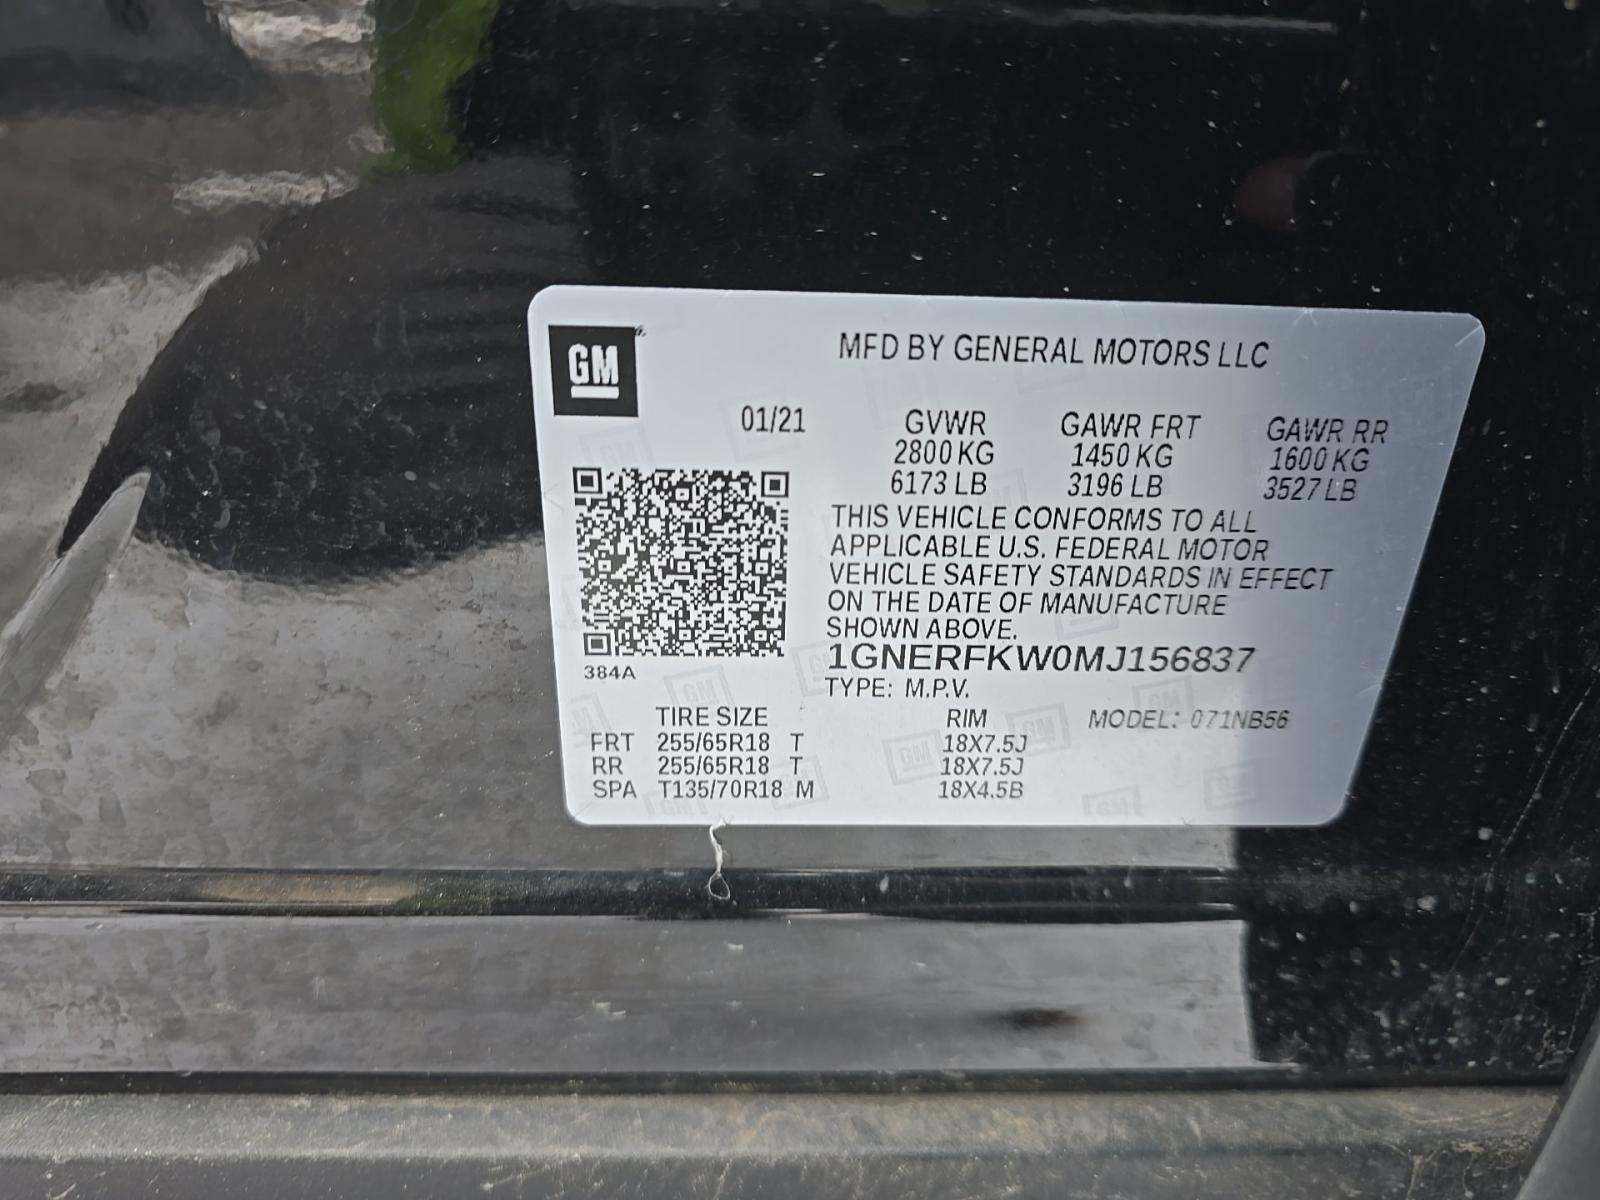 GM
MFD BY GENERAL MOTORS LLC
01/21 GVWR GAWR FRT GAWR RR
2800 KG 1450 KG 1600 KG
6173 LB 3196 LB 3527 LB
THIS VEHICLE CONFORMS TO ALL
APPLICABLE U.S. FEDERAL MOTOR
VEHICLE SAFETY STANDARDS IN EFFECT
ON THE DATE OF MANUFACTURE
SHOWN ABOVE.
1GNERFKW0MJ156837
384A
TYPE: M.P.V.
TIRE SIZE RIM MODEL: 071NB56
FRT 255/65R18 T 18X7.5J
RR 255/65R18 T 18X7.5J
SPA T135/70R18 M 18X4.5B